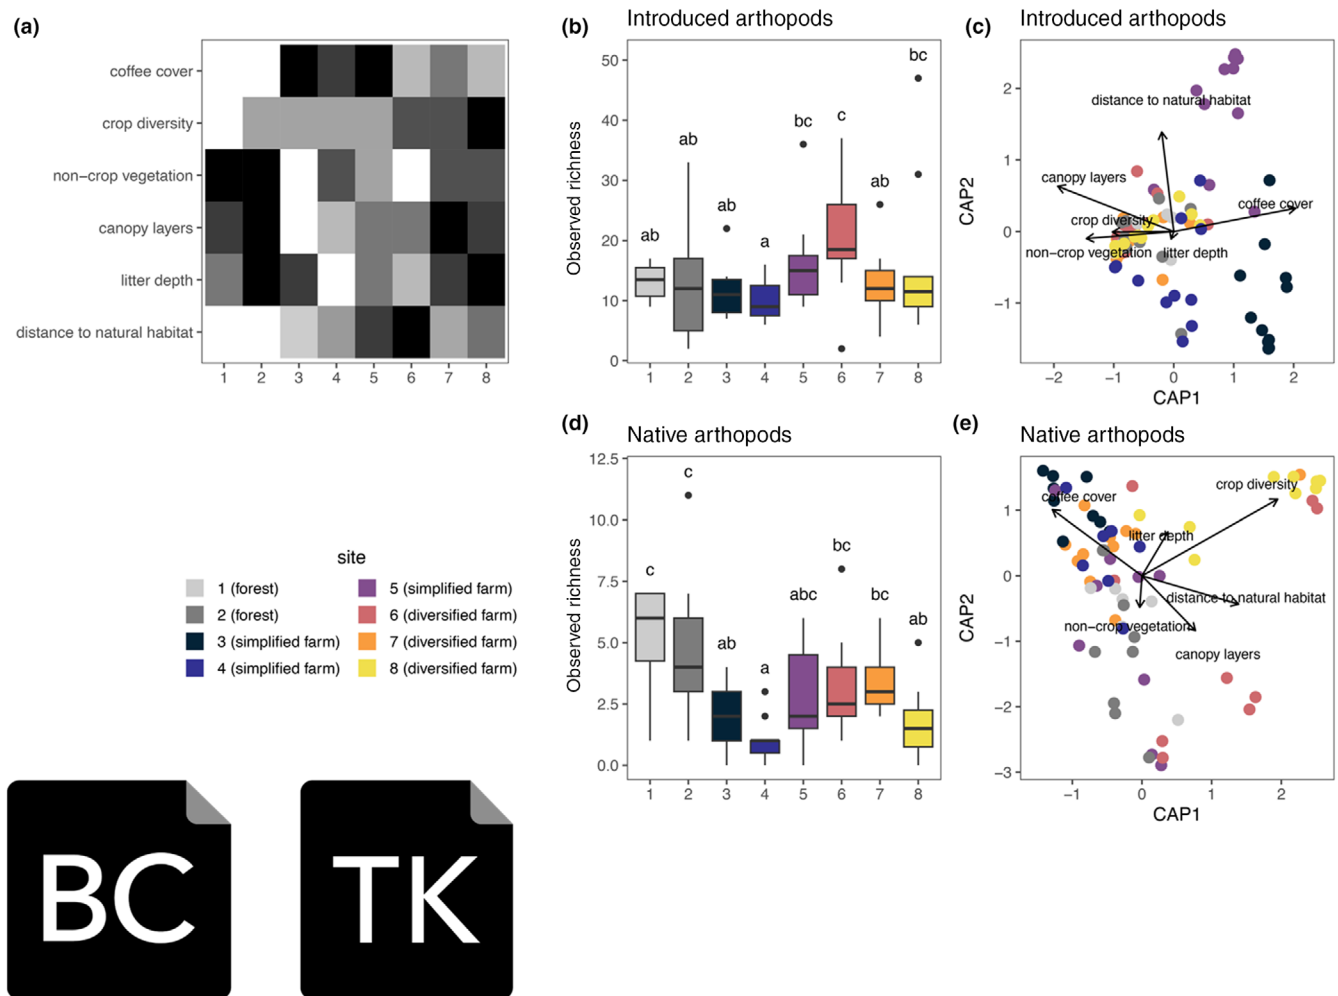 (a)
coffee cover
crop diversity
non−crop vegetation
canopy layers
litter depth
distance to natural habitat
1 2 3 4 5 6 7 8
(b)
Introduced arthopods
Observed richness
50
40
30
20
10
0
ab
ab
ab
a
bc
c
ab
bc
1 2 3 4 5 6 7 8
(c)
Introduced arthopods
CAP2
2
1
0
−1
distance to natural habitat
canopy layers
coffee cover
crop diversity
non−crop vegetation
litter depth
−2 −1 0 1 2
CAP1
(d)
Native arthopods
Observed richness
12.5
10.0
7.5
5.0
2.5
0.0
c
c
ab
a
abc
bc
bc
ab
1 2 3 4 5 6 7 8
(e)
Native arthopods
CAP2
1
0
−1
−2
−3
coffee cover
crop diversity
litter depth
distance to natural habitat
non−crop vegetation
canopy layers
−1 0 1 2
CAP1
site
1 (forest)
2 (forest)
3 (simplified farm)
4 (simplified farm)
5 (simplified farm)
6 (diversified farm)
7 (diversified farm)
8 (diversified farm)
BC
TK